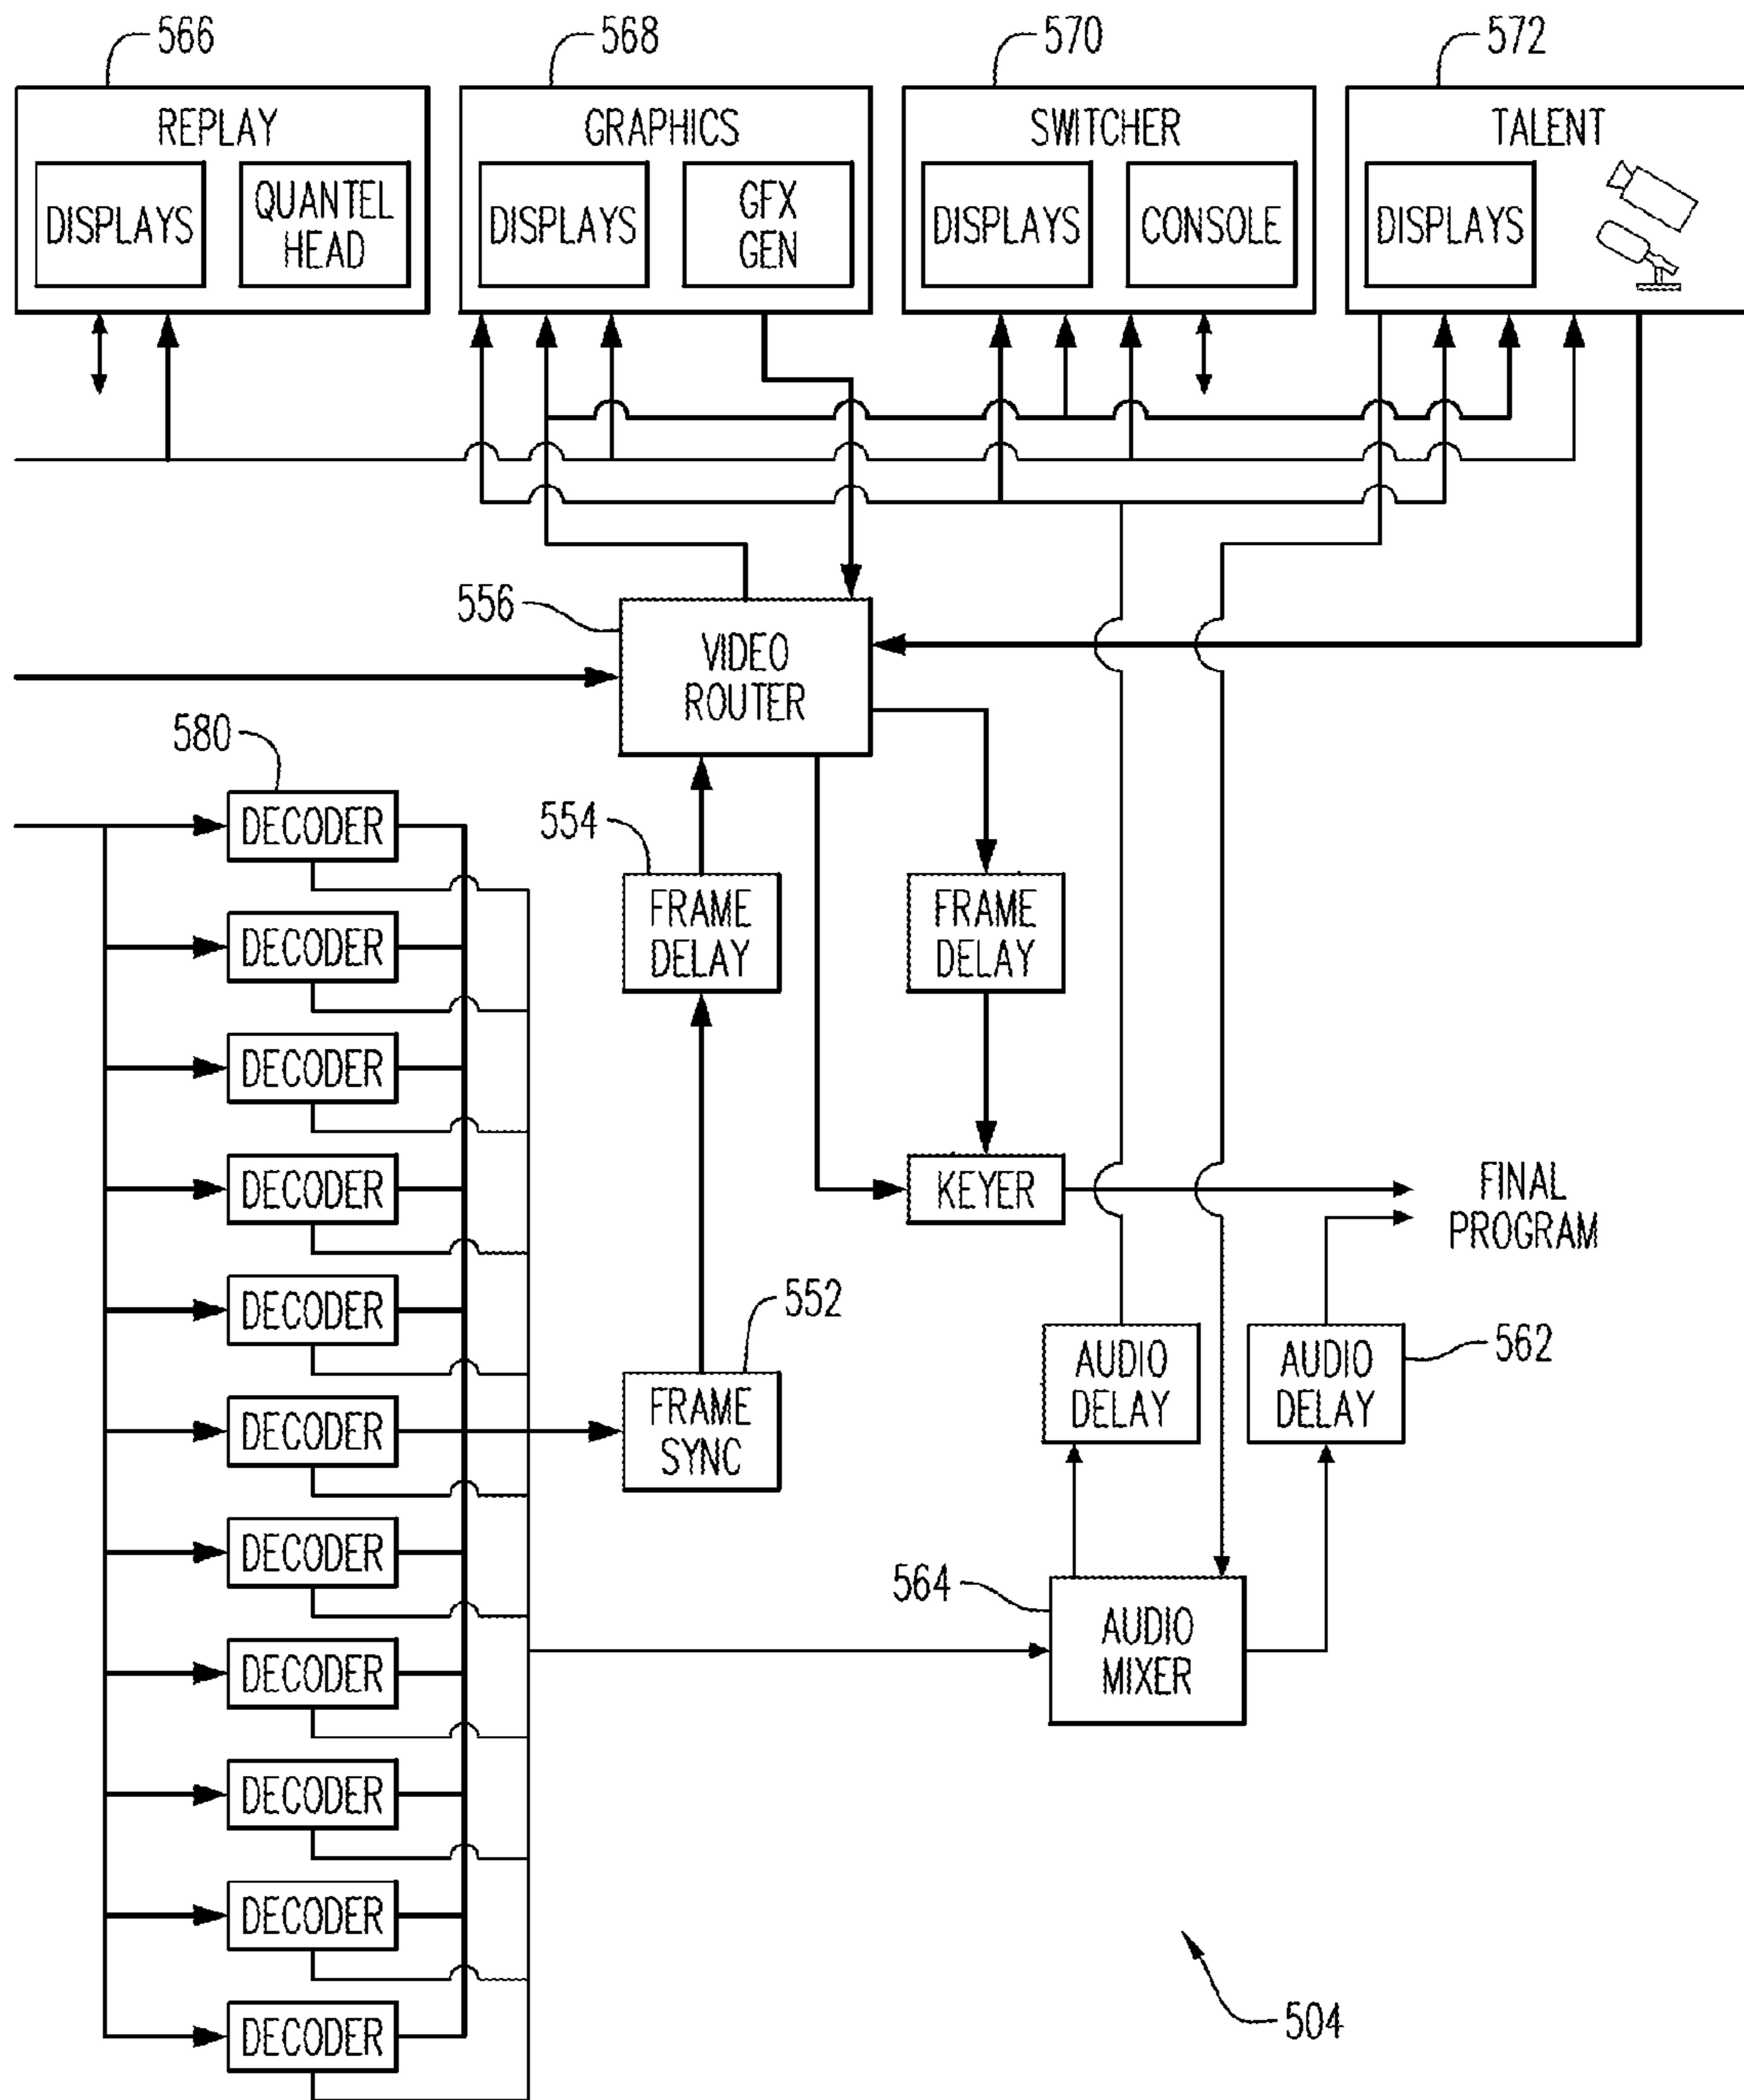 566
568
570
572
REPLAY
DISPLAYS
QUANTEL
HEAD
GRAPHICS
DISPLAYS
GFX
GEN
SWITCHER
DISPLAYS
CONSOLE
TALENT
DISPLAYS
556
VIDEO
ROUTER
580
DECODER
DECODER
DECODER
DECODER
DECODER
DECODER
DECODER
DECODER
DECODER
DECODER
DECODER
554
FRAME
DELAY
FRAME
DELAY
KEYER
FINAL
PROGRAM
552
FRAME
SYNC
AUDIO
DELAY
AUDIO
DELAY
562
564
AUDIO
MIXER
504